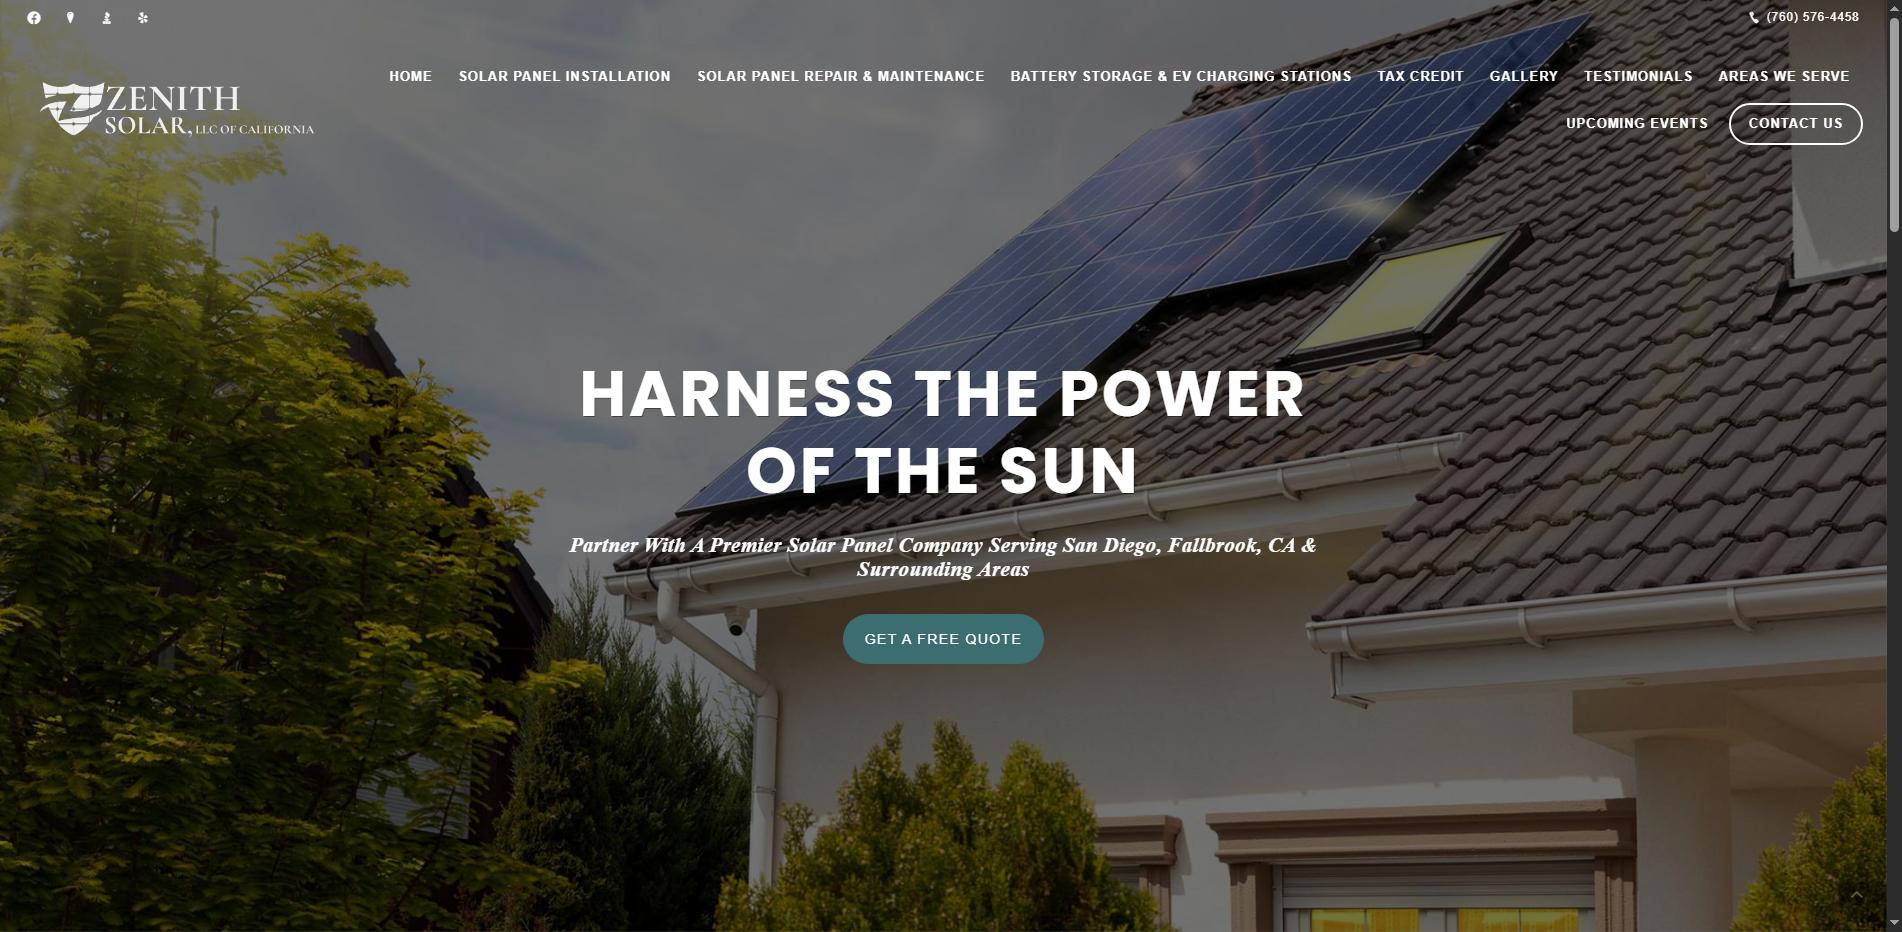 (760) 576-4458
HOME SOLAR PANEL INSTALLATION SOLAR PANEL REPAIR & MAINTENANCE BATTERY STORAGE & EV CHARGING STATIONS TAX CREDIT GALLERY TESTIMONIALS AREAS WE SERVE
ZENITH
SOLAR, LLC OF CALIFORNIA
UPCOMING EVENTS CONTACT US
HARNESS THE POWER
OF THE SUN
Partner With A Premier Solar Panel Company Serving San Diego, Fallbrook, CA &
Surrounding Areas
GET A FREE QUOTE